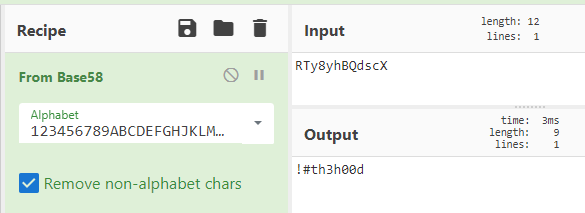 Recipe
From Base58
Alphabet
123456789ABCDEFGHJKLM…
Remove non-alphabet chars
Input
length: 12
lines: 1
RTy8yhBQdscX
Output
time: 3ms
length: 9
lines: 1
!#th3h00d